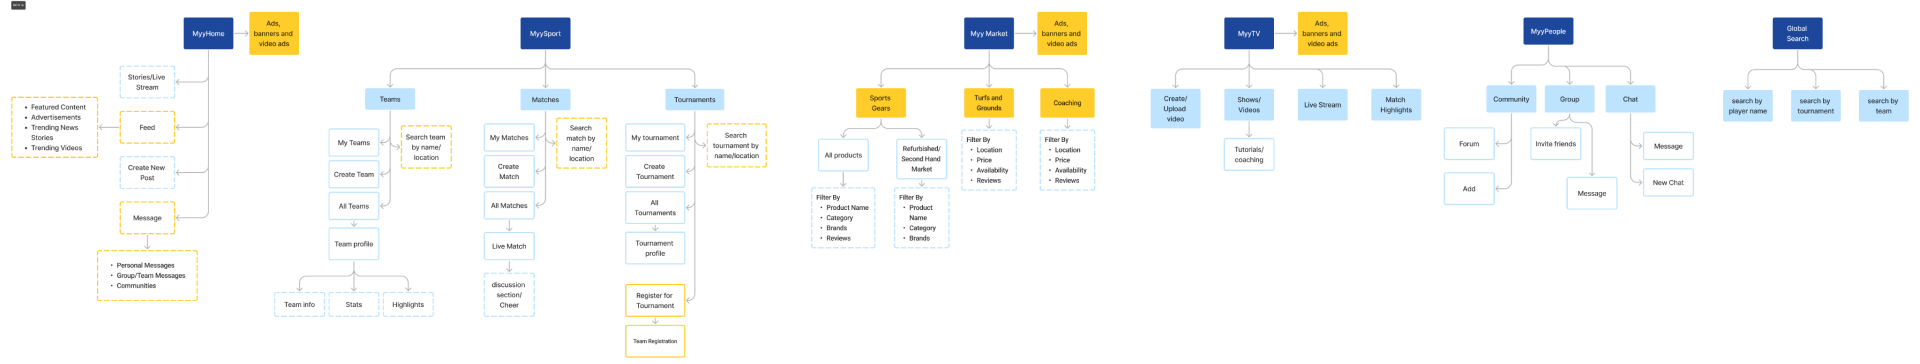 MyyHome
Ads,
banners and
video ads
Stories/Live
Stream
• Featured Content
• Advertisements
• Trending News
Stories
• Trending Videos
Feed
Create New
Post
Message
• Personal Messages
• Group/Team Messages
• Communities
MyySport
Teams
My Teams
Search team
by name/
location
Create Team
All Teams
Team profile
Team info
Stats
Highlights
Matches
My Matches
Search
match by
name/
location
Create
Match
All Matches
Live Match
discussion
section/
Cheer
Tournaments
My tournament
Search
tournament by
name/location
Create
Tournament
All
Tournaments
Tournament
profile
Register for
Tournament
Team Registration
Myy Market
Ads,
banners and
video ads
Sports
Gears
All products
Refurbished/
Second Hand
Market
Filter By
• Product Name
• Category
• Brands
• Reviews
Filter By
• Product
Name
• Category
• Brands
Turfs and
Grounds
Filter By
• Location
• Price
• Availability
• Reviews
Coaching
Filter By
• Location
• Price
• Availability
• Reviews
MyyTV
Ads,
banners and
video ads
Create/
Upload
video
Shows/
Videos
Tutorials/
coaching
Live Stream
Match
Highlights
MyyPeople
Community
Forum
Add
Group
Invite friends
Message
Chat
Message
New Chat
Global
Search
search by
player name
search by
tournament
search by
team